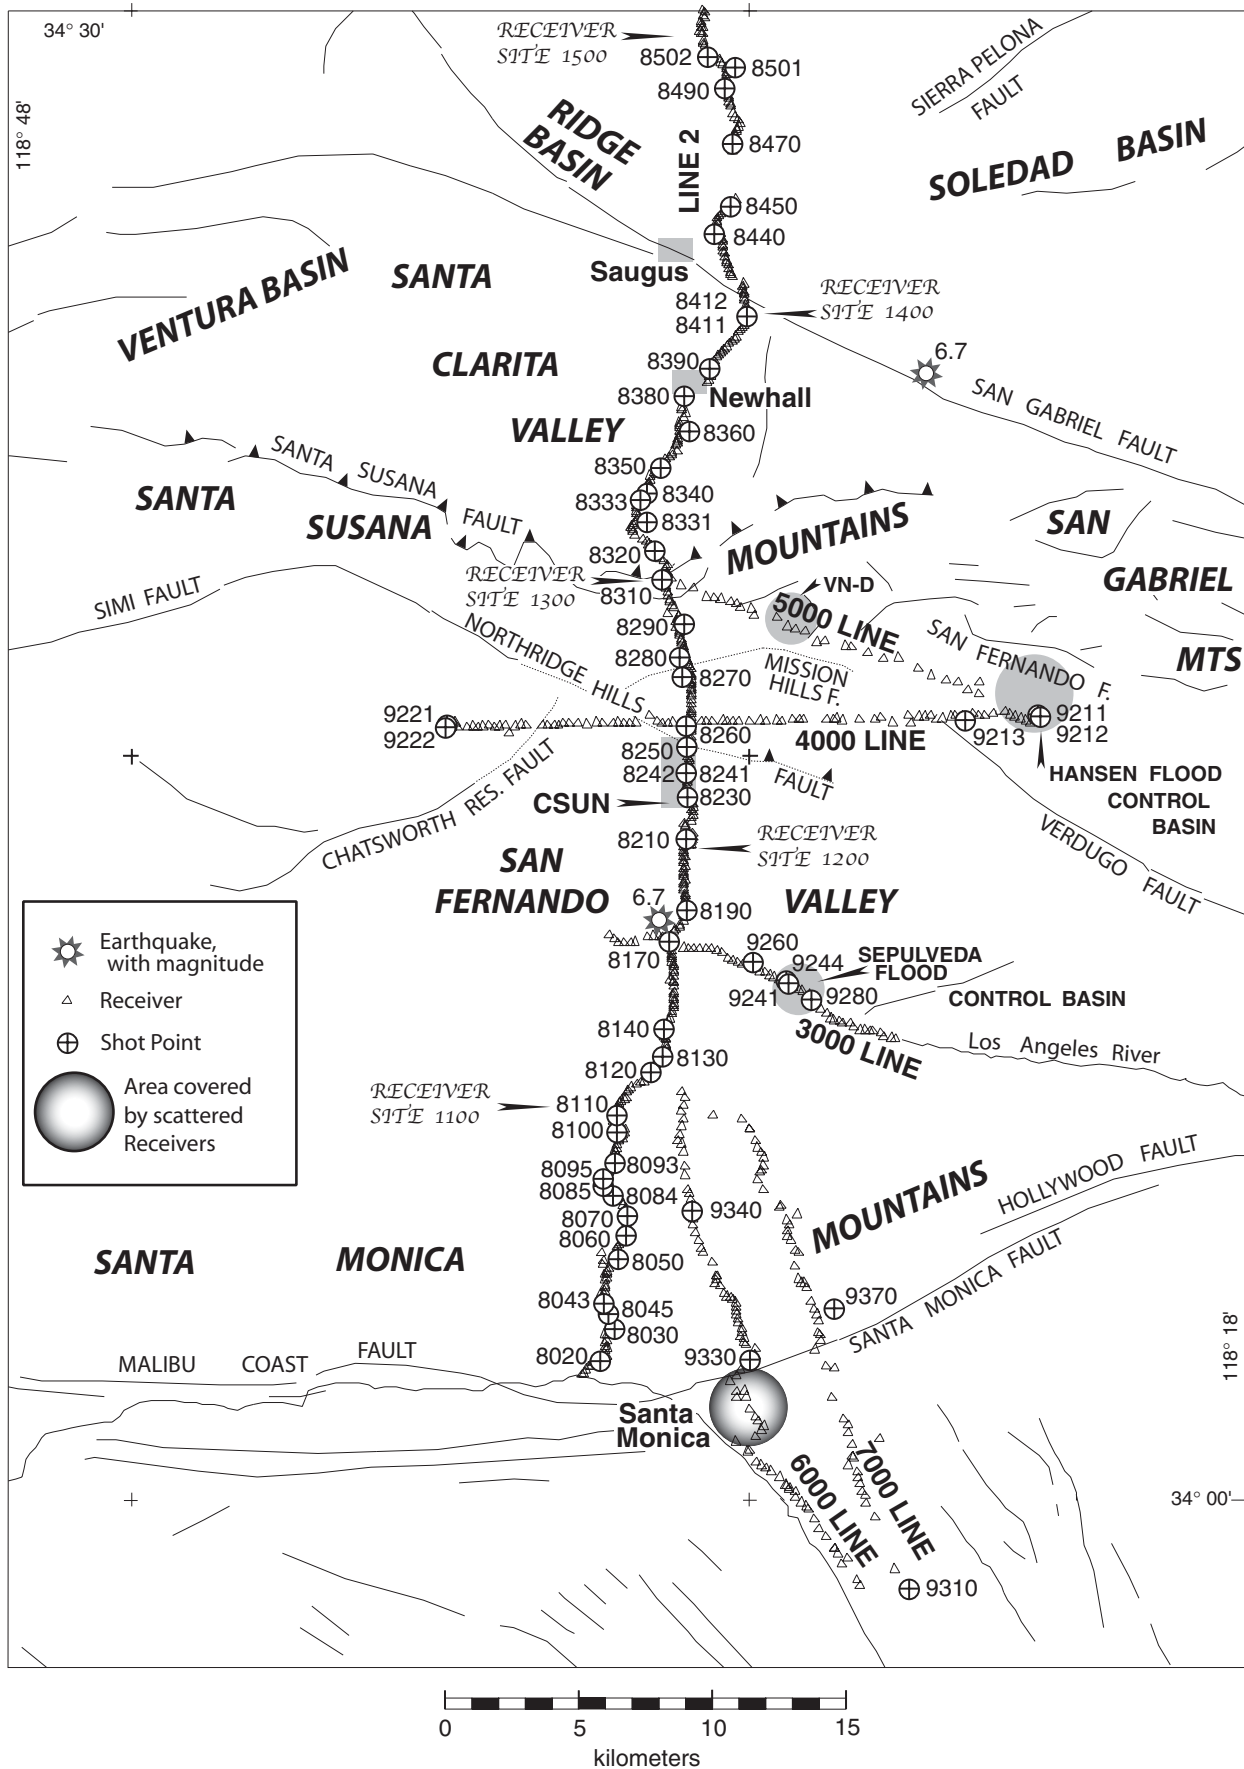 34° 30'
118° 48'
RECEIVER
SITE 1500
8502
8501
8490
8470
SIERRA PELONA
FAULT
RIDGE
BASIN
LINE 2
SOLEDAD BASIN
8450
8440
Saugus
VENTURA BASIN
SANTA
8412
8411
RECEIVER
SITE 1400
8390
6.7
CLARITA
8380
Newhall
SAN GABRIEL FAULT
VALLEY
8360
SANTA SUSANA
FAULT
8350
8340
8333
8331
SANTA
SUSANA
MOUNTAINS
SAN
GABRIEL
MTS
8320
RECEIVER
SITE 1300
8310
VN-D
SIMI FAULT
5000 LINE
8290
NORTHRIDGE HILLS
SAN FERNANDO F.
8280
8270
MISSION
HILLS F.
9221
9222
8260
4000 LINE
9213
9211
9212
8250
8242
8241
FAULT
HANSEN FLOOD
CONTROL
BASIN
CSUN
8230
CHATSWORTH RES. FAULT
VERDUGO FAULT
8210
RECEIVER
SITE 1200
SAN
FERNANDO
VALLEY
6.7
8190
8170
9260
9244
SEPULVEDA
FLOOD
CONTROL BASIN
9241
9280
3000 LINE
Los Angeles River
Earthquake,
with magnitude
Receiver
Shot Point
Area covered
by scattered
Receivers
8140
8130
8120
RECEIVER
SITE 1100
8110
8100
8093
8095
8085
8084
8070
8060
8050
9340
MOUNTAINS
HOLLYWOOD FAULT
SANTA
MONICA
8043
8045
8030
8020
9370
SANTA MONICA FAULT
9330
118° 18'
MALIBU COAST FAULT
Santa
Monica
6000 LINE
7000 LINE
34° 00'
9310
0 5 10 15
kilometers